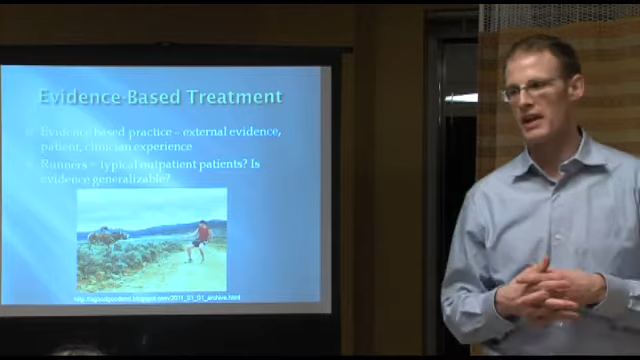 Evidence-Based Treatment
Evidence based practice – external evidence,
patient, clinician experience
Runners = typical outpatient patients? Is
evidence generalizable?